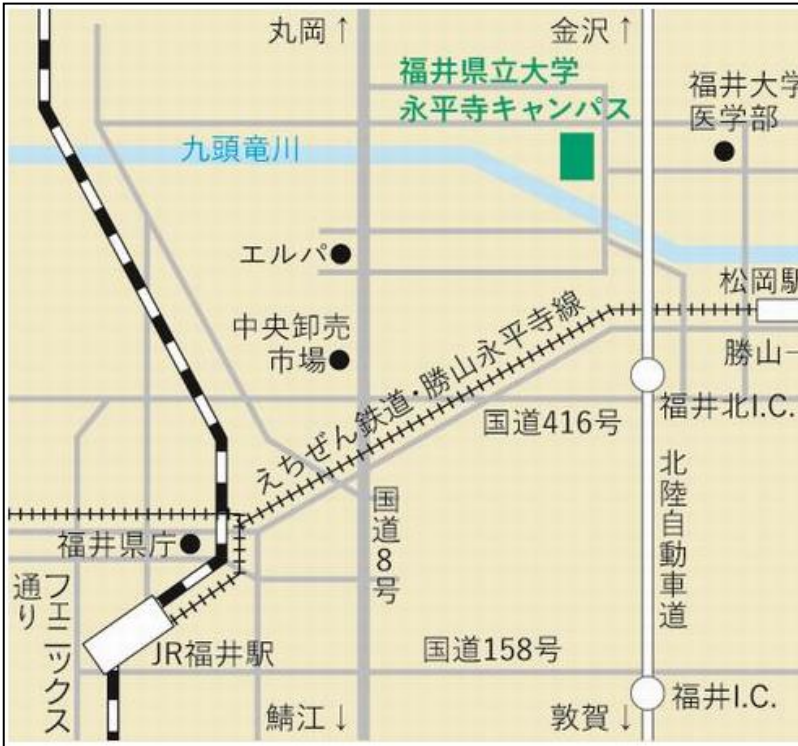 丸岡↑
金沢↑
福井県立大学
永平寺キャンパス
福井大学
医学部
九頭竜川
エルパ
松岡駅
中央卸売
市場
えちぜん鉄道・勝山永平寺線
勝山→
福井北I.C.
国道416号
北陸自動車道
国道8号
福井県庁
フェニックス
通り
JR福井駅
国道158号
福井I.C.
鯖江↓
敦賀↓